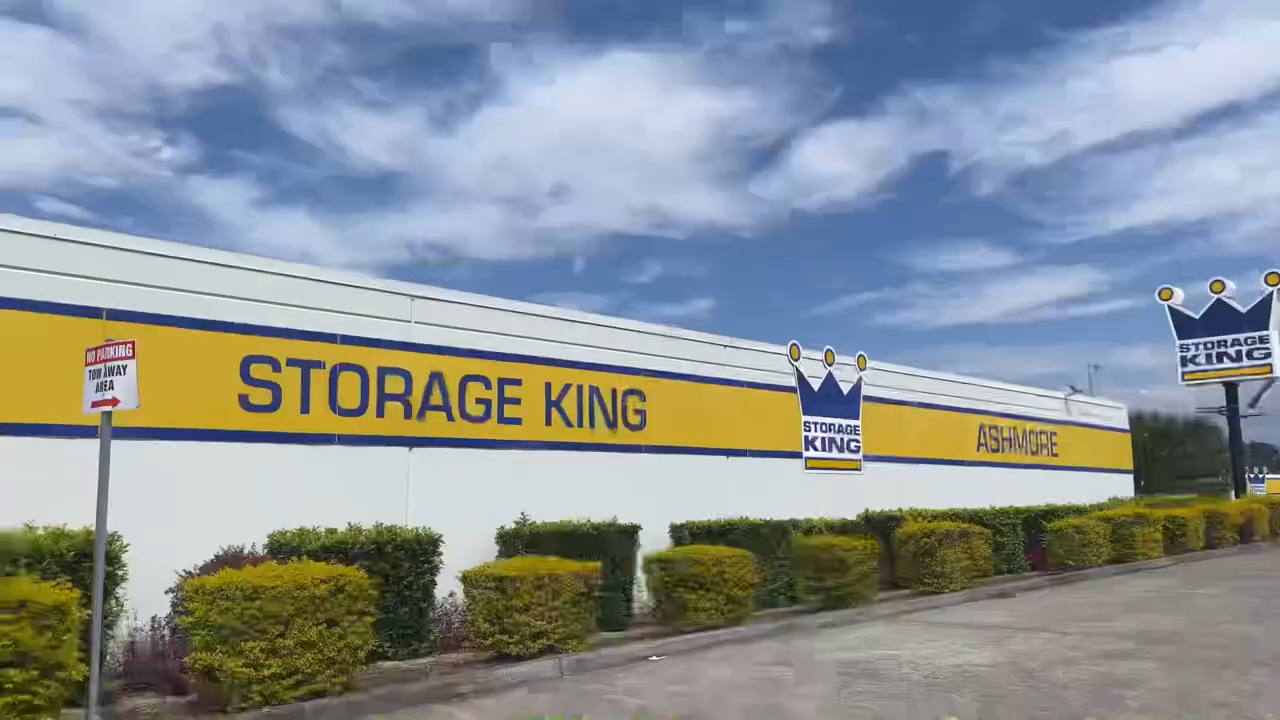 NO PARKING
TOW AWAY
AREA
STORAGE KING
STORAGE
KING
ASHMORE
STORAGE
KING